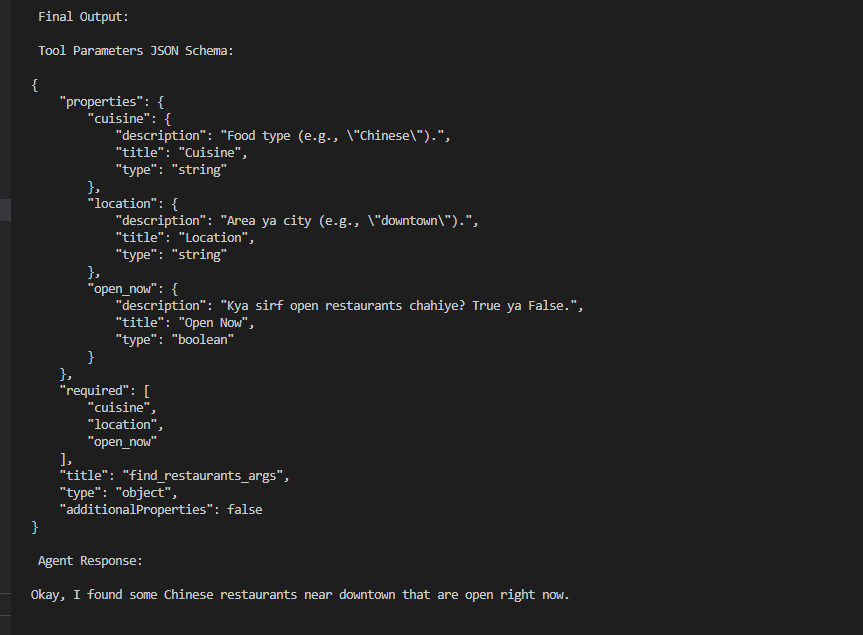 Final Output:
Tool Parameters JSON Schema:
{
    "properties": {
        "cuisine": {
            "description": "Food type (e.g., \"Chinese\").",
            "title": "Cuisine",
            "type": "string"
        },
        "location": {
            "description": "Area ya city (e.g., \"downtown\").",
            "title": "Location",
            "type": "string"
        },
        "open_now": {
            "description": "Kya sirf open restaurants chahiye? True ya False.",
            "title": "Open Now",
            "type": "boolean"
        }
    },
    "required": [
        "cuisine",
        "location",
        "open_now"
    ],
    "title": "find_restaurants_args",
    "type": "object",
    "additionalProperties": false
}
Agent Response:
Okay, I found some Chinese restaurants near downtown that are open right now.